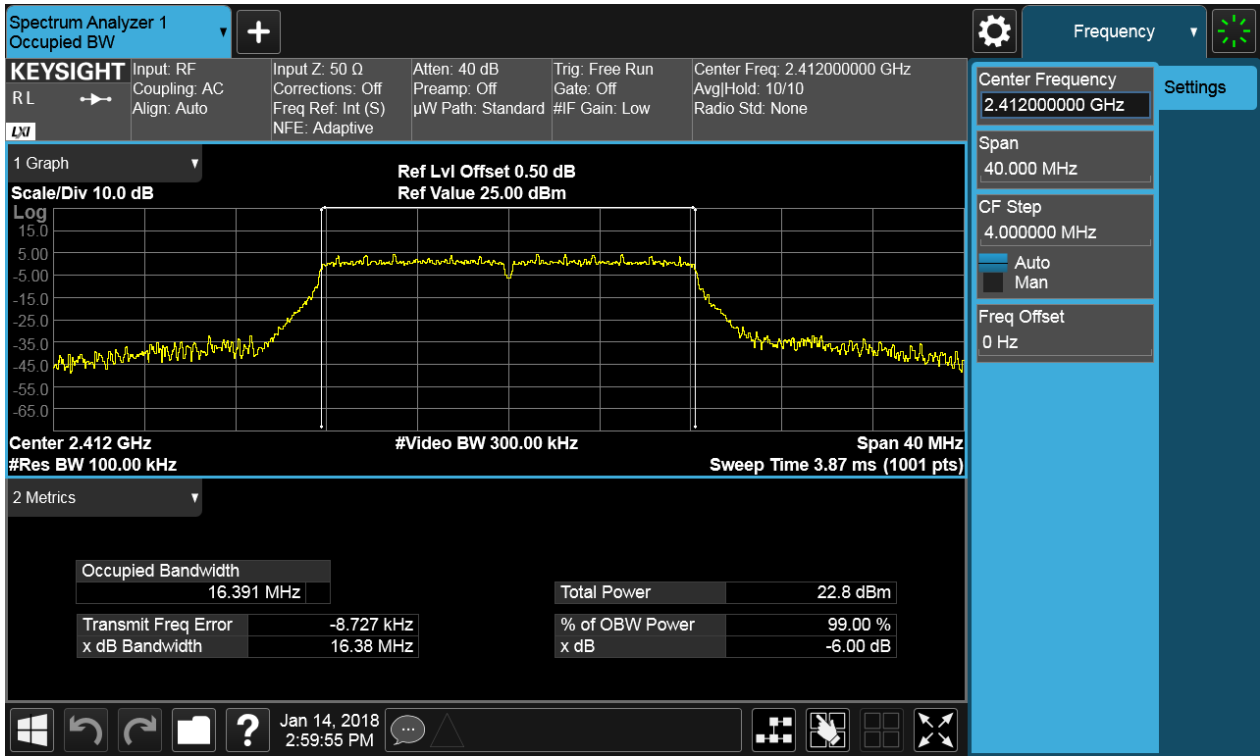 Spectrum Analyzer 1
Occupied BW
Frequency
KEYSIGHT
R L
LXI
Input: RF
Coupling: AC
Align: Auto
Input Z: 50 Ω
Corrections: Off
Freq Ref: Int (S)
NFE: Adaptive
Atten: 40 dB
Preamp: Off
µW Path: Standard
Trig: Free Run
Gate: Off
#IF Gain: Low
Center Freq: 2.412000000 GHz
Avg|Hold: 10/10
Radio Std: None
Center Frequency
2.412000000 GHz
Settings
Span
40.000 MHz
CF Step
4.000000 MHz
Auto
Man
Freq Offset
0 Hz
1 Graph
Ref Lvl Offset 0.50 dB
Scale/Div 10.0 dB
Ref Value 25.00 dBm
Log
15.0
5.00
-5.00
-15.0
-25.0
-35.0
-45.0
-55.0
-65.0
Center 2.412 GHz
#Video BW 300.00 kHz
Span 40 MHz
#Res BW 100.00 kHz
Sweep Time 3.87 ms (1001 pts)
2 Metrics
Occupied Bandwidth
16.391 MHz
Total Power 22.8 dBm
Transmit Freq Error -8.727 kHz
% of OBW Power 99.00 %
x dB Bandwidth 16.38 MHz
x dB -6.00 dB
Jan 14, 2018
2:59:55 PM